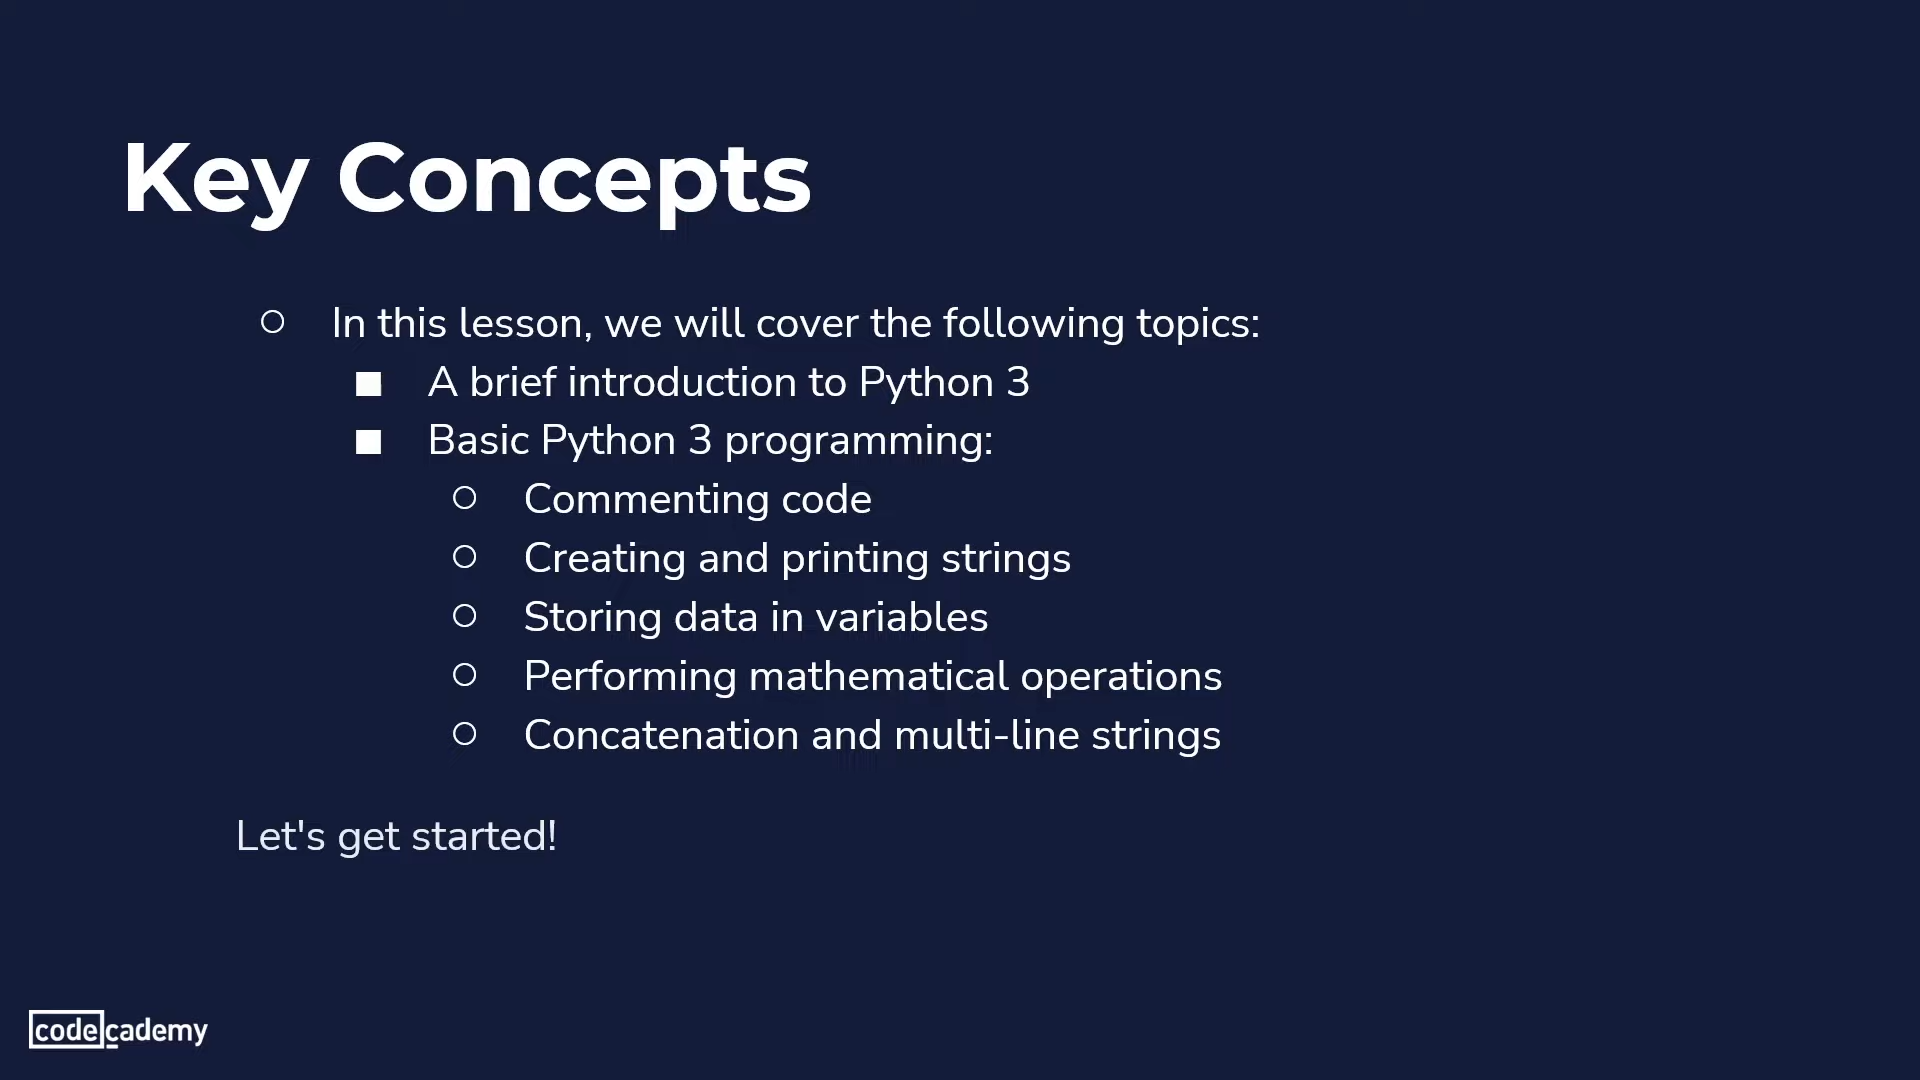 Key Concepts
In this lesson, we will cover the following topics:
A brief introduction to Python 3
Basic Python 3 programming:
Commenting code
Creating and printing strings
Storing data in variables
Performing mathematical operations
Concatenation and multi-line strings
Let's get started!
codecademy